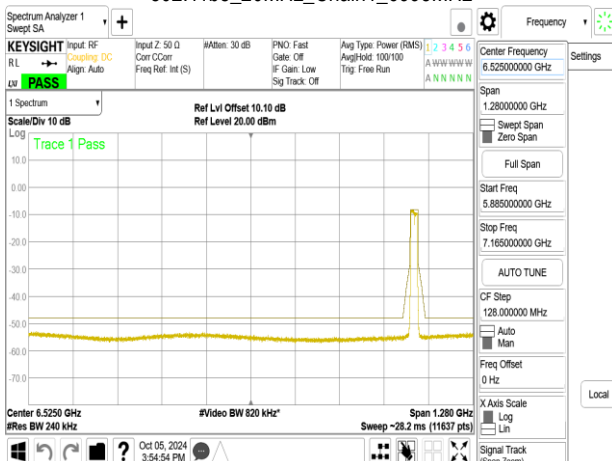 Spectrum Analyzer 1
Swept SA
+
Frequency
KEYSIGHT
RL
PASS
Input: RF
Coupling: DC
Align: Auto
Input Z: 50 Ω
Corr CCorr
Freq Ref: Int (S)
#Atten: 30 dB
PNO: Fast
Gate: Off
IF Gain: Low
Sig Track: Off
Avg Type: Power (RMS)
Avg|Hold: 100/100
Trig: Free Run
1 2 3 4 5 6
A W W W W W
A N N N N N
1 Spectrum
Scale/Div 10 dB
Ref Lvl Offset 10.10 dB
Ref Level 20.00 dBm
Log
Trace 1 Pass
10.0
0.00
-10.0
-20.0
-30.0
-40.0
-50.0
-60.0
-70.0
Center 6.5250 GHz
#Res BW 240 kHz
#Video BW 820 kHz*
Span 1.280 GHz
Sweep ~28.2 ms (11637 pts)
Oct 05, 2024
3:54:54 PM
?
Center Frequency
6.525000000 GHz
Span
1.28000000 GHz
Swept Span
Zero Span
Full Span
Start Freq
5.885000000 GHz
Stop Freq
7.165000000 GHz
AUTO TUNE
CF Step
128.000000 MHz
Auto
Man
Freq Offset
0 Hz
X Axis Scale
Log
Lin
Signal Track
(Span Zoom)
Settings
Local